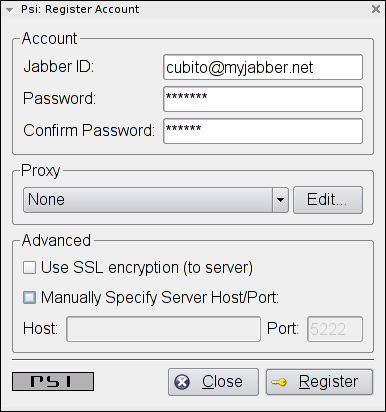 Psi: Register Account
Account
Jabber ID: cubito@myjabber.net
Password: *******
Confirm Password: ******
Proxy
None Edit...
Advanced
Use SSL encryption (to server)
Manually Specify Server Host/Port:
Host: Port: 5222
PSI Close Register